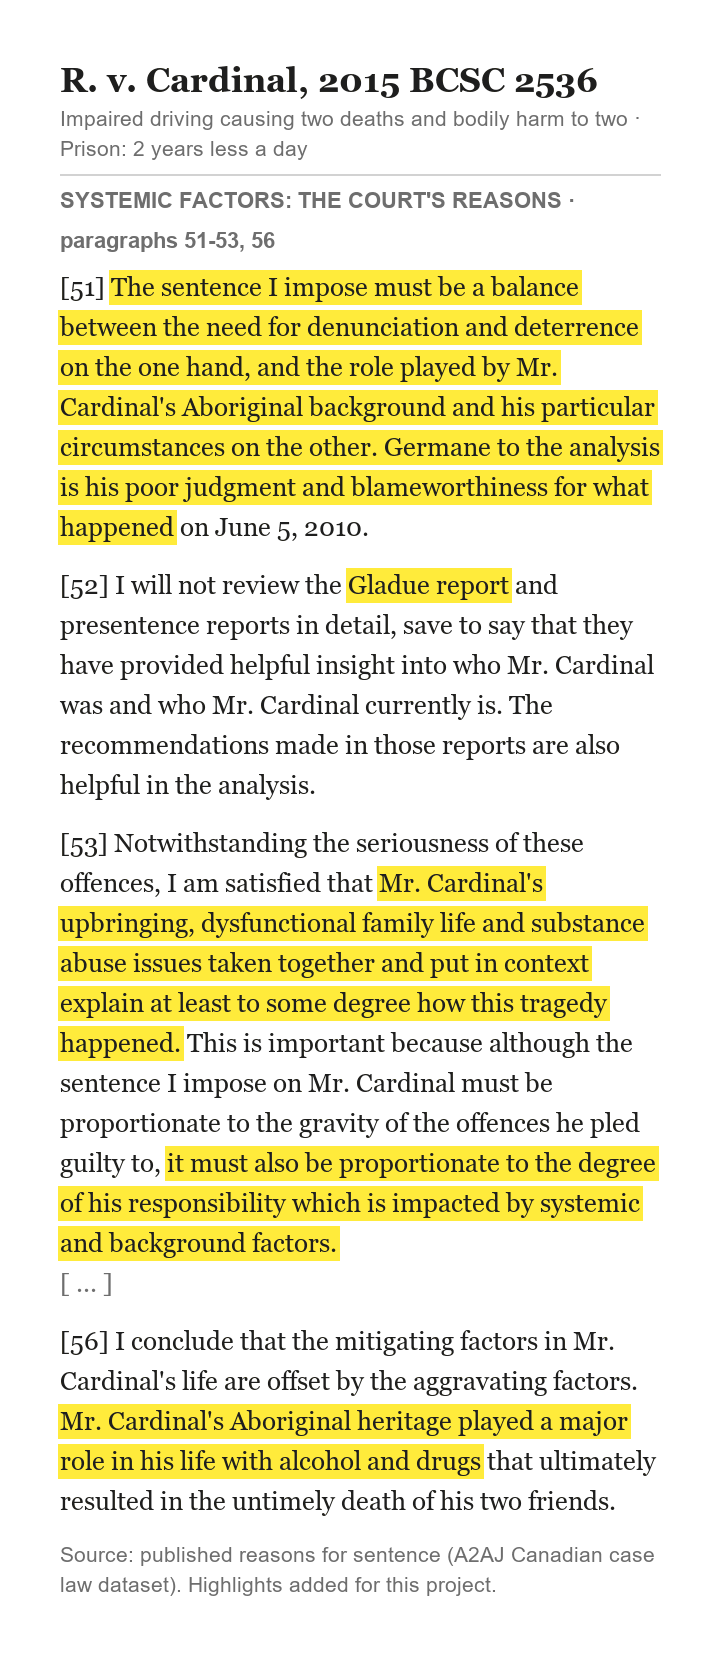 R. v. Cardinal, 2015 BCSC 2536
Impaired driving causing two deaths and bodily harm to two ·
Prison: 2 years less a day
SYSTEMIC FACTORS: THE COURT'S REASONS ·
paragraphs 51-53, 56
[51] The sentence I impose must be a balance
between the need for denunciation and deterrence
on the one hand, and the role played by Mr.
Cardinal's Aboriginal background and his particular
circumstances on the other. Germane to the analysis
is his poor judgment and blameworthiness for what
happened on June 5, 2010.
[52] I will not review the Gladue report and
presentence reports in detail, save to say that they
have provided helpful insight into who Mr. Cardinal
was and who Mr. Cardinal currently is. The
recommendations made in those reports are also
helpful in the analysis.
[53] Notwithstanding the seriousness of these
offences, I am satisfied that Mr. Cardinal's
upbringing, dysfunctional family life and substance
abuse issues taken together and put in context
explain at least to some degree how this tragedy
happened. This is important because although the
sentence I impose on Mr. Cardinal must be
proportionate to the gravity of the offences he pled
guilty to, it must also be proportionate to the degree
of his responsibility which is impacted by systemic
and background factors.
[ ... ]
[56] I conclude that the mitigating factors in Mr.
Cardinal's life are offset by the aggravating factors.
Mr. Cardinal's Aboriginal heritage played a major
role in his life with alcohol and drugs that ultimately
resulted in the untimely death of his two friends.
Source: published reasons for sentence (A2AJ Canadian case
law dataset). Highlights added for this project.